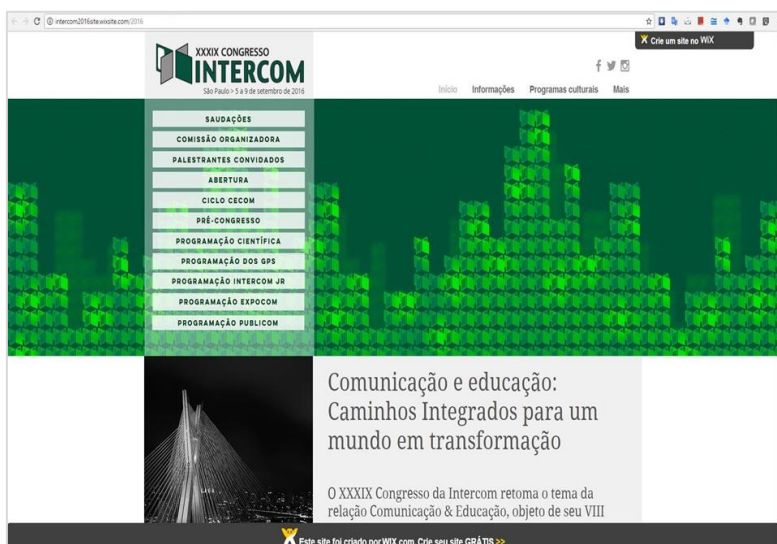 intercom2016site.wixsite.com/2016
Crie um site no WiX
XXXIX CONGRESSO
INTERCOM
São Paulo > 5 a 9 de setembro de 2016
Início Informações Programas culturais Mais
SAUDAÇÕES
COMISSÃO ORGANIZADORA
PALESTRANTES CONVIDADOS
ABERTURA
CICLO CECOM
PRÉ-CONGRESSO
PROGRAMAÇÃO CIENTÍFICA
PROGRAMAÇÃO DOS GPS
PROGRAMAÇÃO INTERCOM JR
PROGRAMAÇÃO EXPOCOM
PROGRAMAÇÃO PUBLICOM
Comunicação e educação:
Caminhos Integrados para um
mundo em transformação
O XXXIX Congresso da Intercom retoma o tema da
relação Comunicação & Educação, objeto de seu VIII
Este site foi criado por WIX.com. Crie seu site GRÁTIS >>